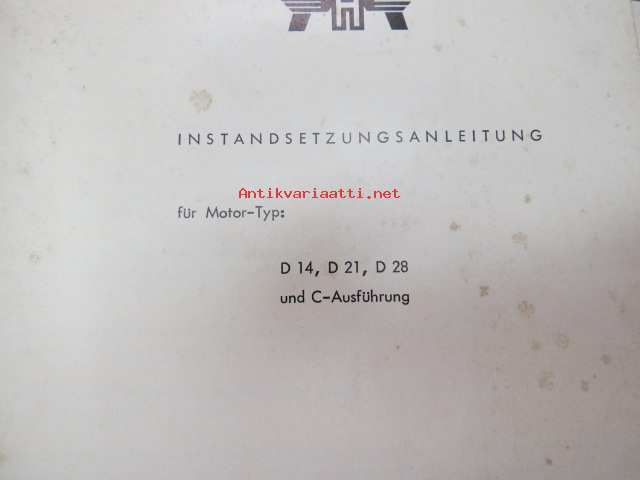 INSTANDSETZUNGSANLEITUNG
Antikvariaatti.net
für Motor-Typ:
D 14, D 21, D 28
und C-Ausführung